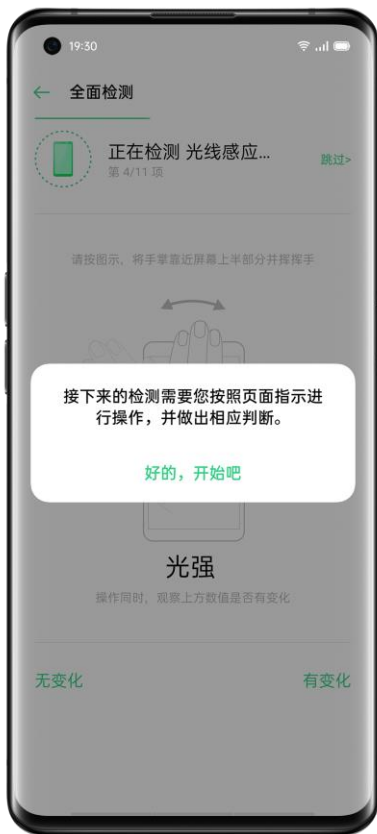 19:30
全面检测
正在检测 光线感应...
第 4/11 项
跳过>
请按图示，将手掌靠近屏幕上半部分并挥挥手
接下来的检测需要您按照页面指示进
行操作，并做出相应判断。
好的，开始吧
光强
操作同时，观察上方数值是否有变化
无变化
有变化